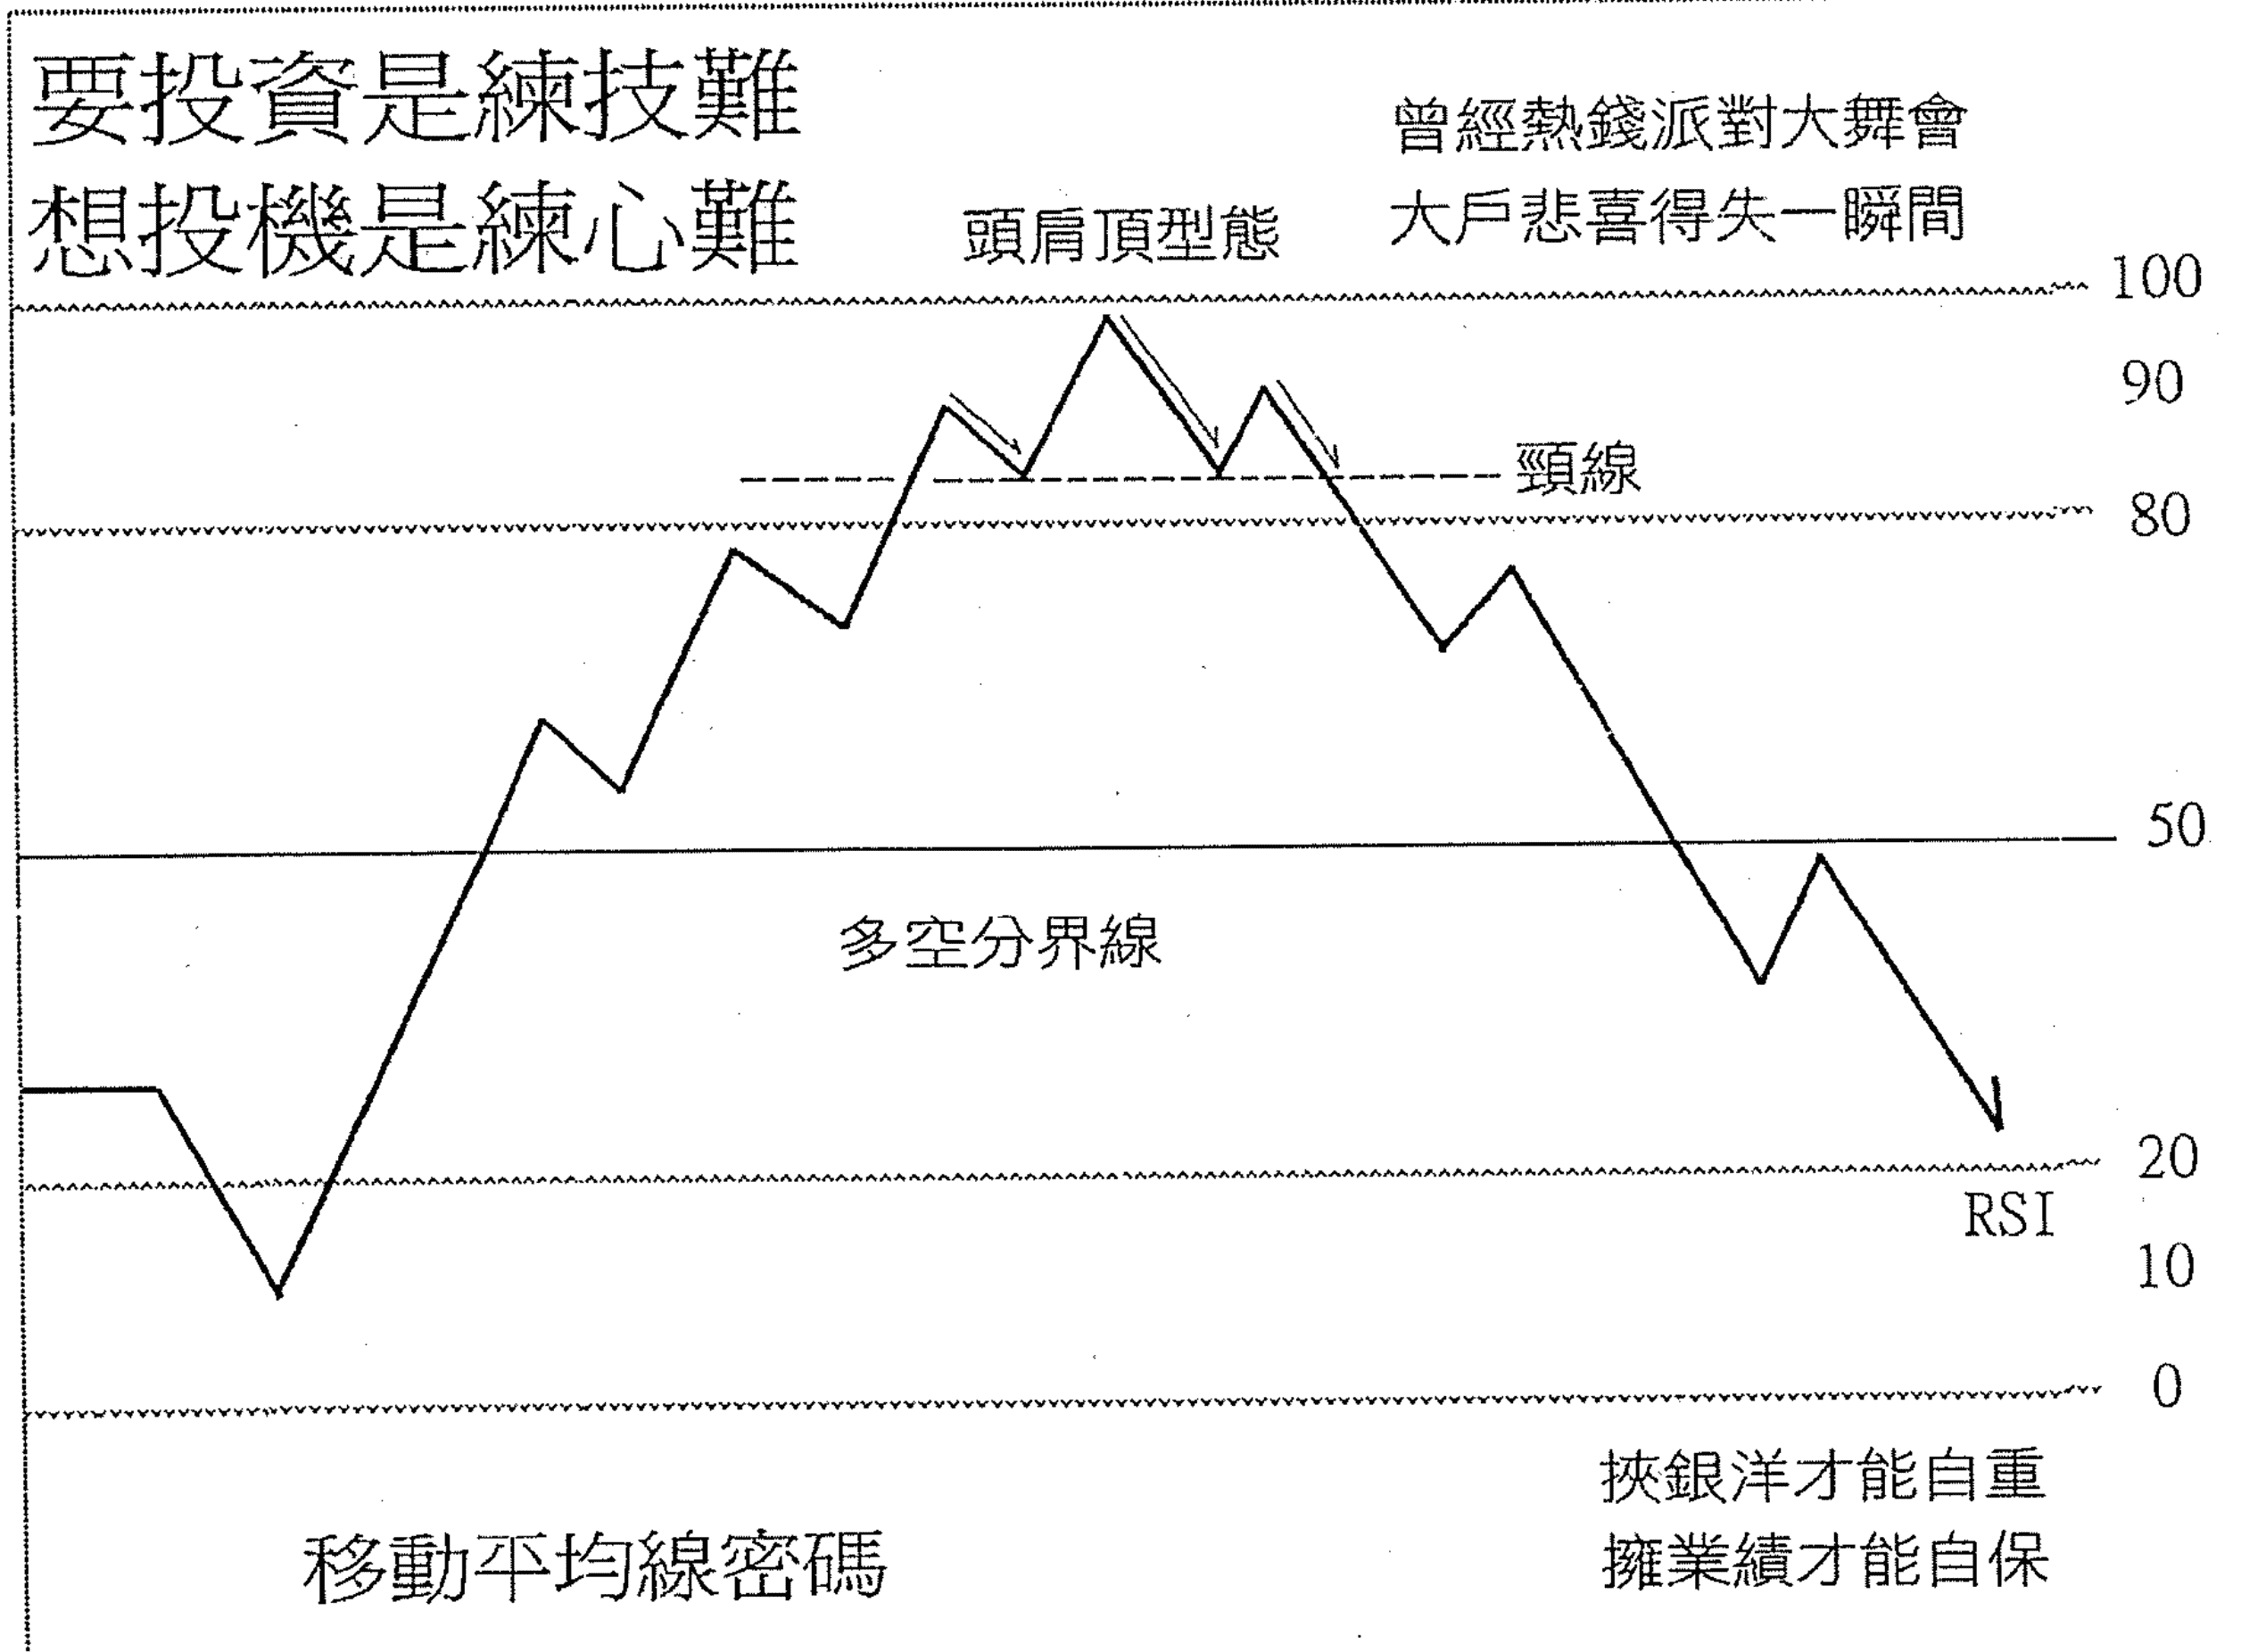 要投資是練技難
想投機是練心難
曾經熱錢派對大舞會
大戶悲喜得失一瞬間
頭肩頂型態
100
90
頸線
80
50
多空分界線
20
RSI
10
0
挾銀洋才能自重
擁業績才能自保
移動平均線密碼